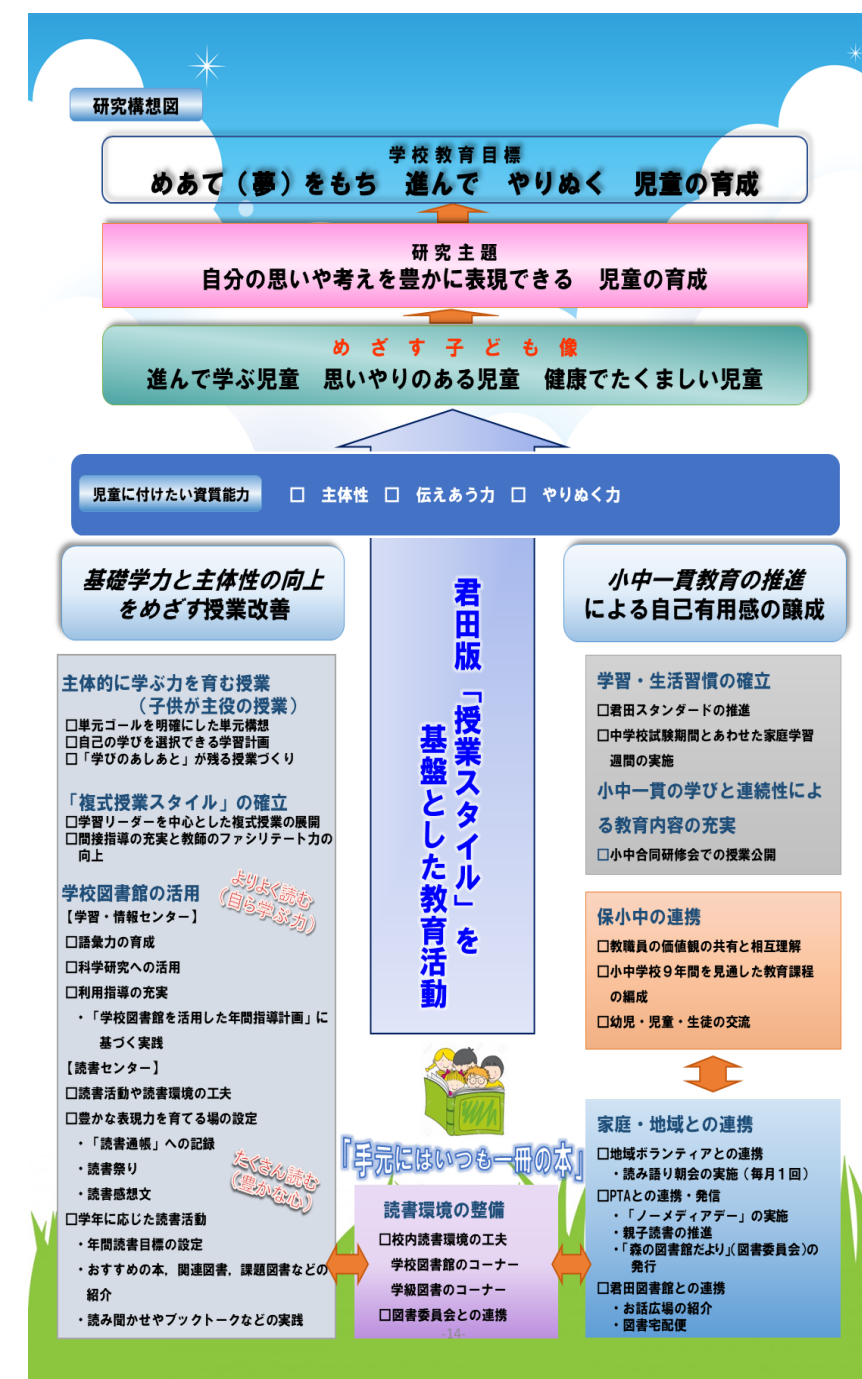 研究構想図
学校教育目標
めあて（夢）をもち　進んで　やりぬく　児童の育成
研究主題
自分の思いや考えを豊かに表現できる　児童の育成
めざす子ども像
進んで学ぶ児童　思いやりのある児童　健康でたくましい児童
児童に付けたい資質能力　□　主体性　□　伝えあう力　□　やりぬく力
基礎学力と主体性の向上
をめざす授業改善
主体的に学ぶ力を育む授業
（子供が主役の授業）
□単元ゴールを明確にした単元構想
□自己の学びを選択できる学習計画
□「学びのあしあと」が残る授業づくり
「複式授業スタイル」の確立
□学習リーダーを中心とした複式授業の展開
□間接指導の充実と教師のファシリテート力の
向上
学校図書館の活用
よりよく読む
（自ら学ぶ力）
【学習・情報センター】
□語彙力の育成
□科学研究への活用
□利用指導の充実
・「学校図書館を活用した年間指導計画」に
基づく実践
【読書センター】
□読書活動や読書環境の工夫
□豊かな表現力を育てる場の設定
・「読書通帳」への記録
・読書祭り
・読書感想文
たくさん読む
（豊かな心）
□学年に応じた読書活動
・年間読書目標の設定
・おすすめの本，関連図書，課題図書などの
紹介
・読み聞かせやブックトークなどの実践
君田版「授業スタイル」を
基盤とした教育活動
「手元にはいつも一冊の本」
読書環境の整備
□校内読書環境の工夫
学校図書館のコーナー
学級図書のコーナー
□図書委員会との連携
-14-
小中一貫教育の推進
による自己有用感の醸成
学習・生活習慣の確立
□君田スタンダードの推進
□中学校試験期間とあわせた家庭学習
週間の実施
小中一貫の学びと連続性によ
る教育内容の充実
□小中合同研修会での授業公開
保小中の連携
□教職員の価値観の共有と相互理解
□小中学校９年間を見通した教育課程
の編成
□幼児・児童・生徒の交流
家庭・地域との連携
□地域ボランティアとの連携
・読み語り朝会の実施（毎月１回）
□PTAとの連携・発信
・「ノーメディアデー」の実施
・親子読書の推進
・「森の図書館だより」（図書委員会）の
発行
□君田図書館との連携
・お話広場の紹介
・図書宅配便